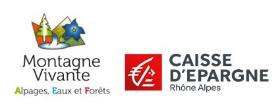 Montagne
Vivante
Alpages, Eaux et Forêts
CAISSE
D'EPARGNE
Rhône Alpes